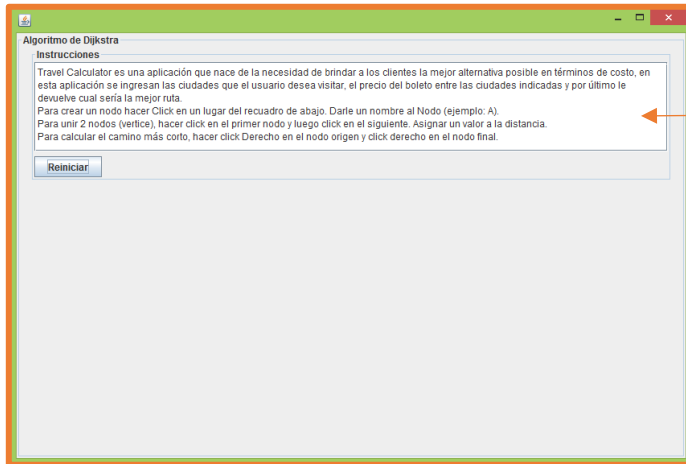 Algoritmo de Dijkstra
Instrucciones
Travel Calculator es una aplicación que nace de la necesidad de brindar a los clientes la mejor alternativa posible en términos de costo, en
esta aplicación se ingresan las ciudades que el usuario desea visitar, el precio del boleto entre las ciudades indicadas y por último le
devuelve cual sería la mejor ruta.
Para crear un nodo hacer Click en un lugar del recuadro de abajo. Darle un nombre al Nodo (ejemplo: A).
Para unir 2 nodos (vertice), hacer click en el primer nodo y luego click en el siguiente. Asignar un valor a la distancia.
Para calcular el camino más corto, hacer click Derecho en el nodo origen y click derecho en el nodo final.
Reiniciar